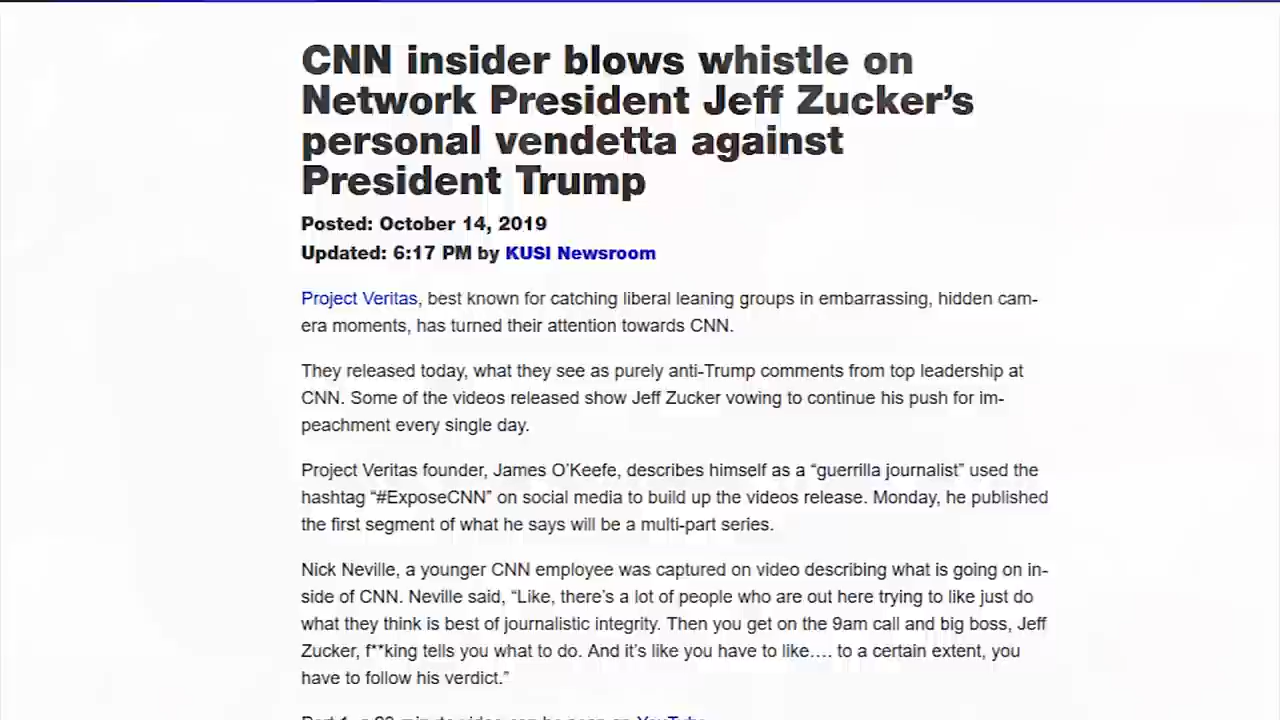 CNN insider blows whistle on
Network President Jeff Zucker’s
personal vendetta against
President Trump
Posted: October 14, 2019
Updated: 6:17 PM by KUSI Newsroom
Project Veritas, best known for catching liberal leaning groups in embarrassing, hidden cam-
era moments, has turned their attention towards CNN.
They released today, what they see as purely anti-Trump comments from top leadership at
CNN. Some of the videos released show Jeff Zucker vowing to continue his push for im-
peachment every single day.
Project Veritas founder, James O’Keefe, describes himself as a “guerrilla journalist” used the
hashtag “#ExposeCNN” on social media to build up the videos release. Monday, he published
the first segment of what he says will be a multi-part series.
Nick Neville, a younger CNN employee was captured on video describing what is going on in-
side of CNN. Neville said, “Like, there’s a lot of people who are out here trying to like just do
what they think is best of journalistic integrity. Then you get on the 9am call and big boss, Jeff
Zucker, f**king tells you what to do. And it’s like you have to like…. to a certain extent, you
have to follow his verdict.”